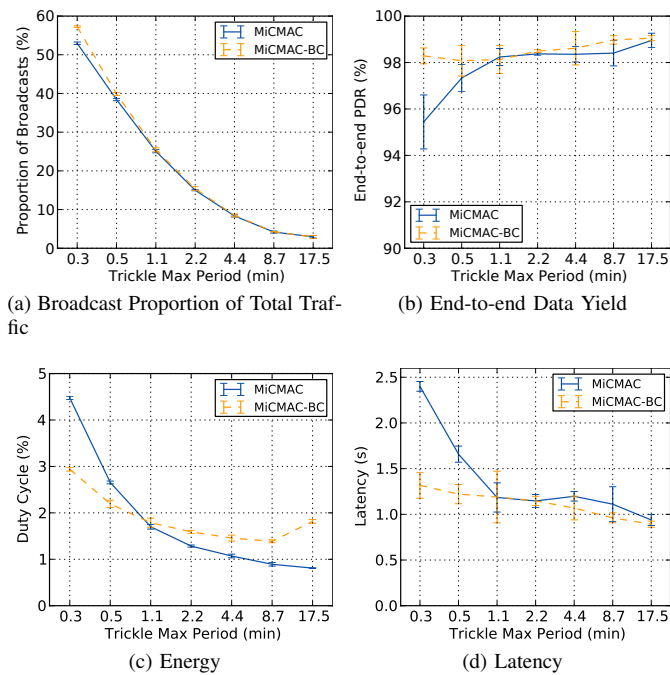 60
50
40
30
20
10
0
Proportion of Broadcasts (%)
MiCMAC
MiCMAC-BC
0.3 0.5 1.1 2.2 4.4 8.7 17.5
Trickle Max Period (min)
(a) Broadcast Proportion of Total Traf-
fic
100
98
96
94
92
90
End-to-end PDR (%)
MiCMAC
MiCMAC-BC
0.3 0.5 1.1 2.2 4.4 8.7 17.5
Trickle Max Period (min)
(b) End-to-end Data Yield
5
4
3
2
1
0
Duty Cycle (%)
MiCMAC
MiCMAC-BC
0.3 0.5 1.1 2.2 4.4 8.7 17.5
Trickle Max Period (min)
(c) Energy
2.5
2.0
1.5
1.0
0.5
0.0
Latency (s)
MiCMAC
MiCMAC-BC
0.3 0.5 1.1 2.2 4.4 8.7 17.5
Trickle Max Period (min)
(d) Latency